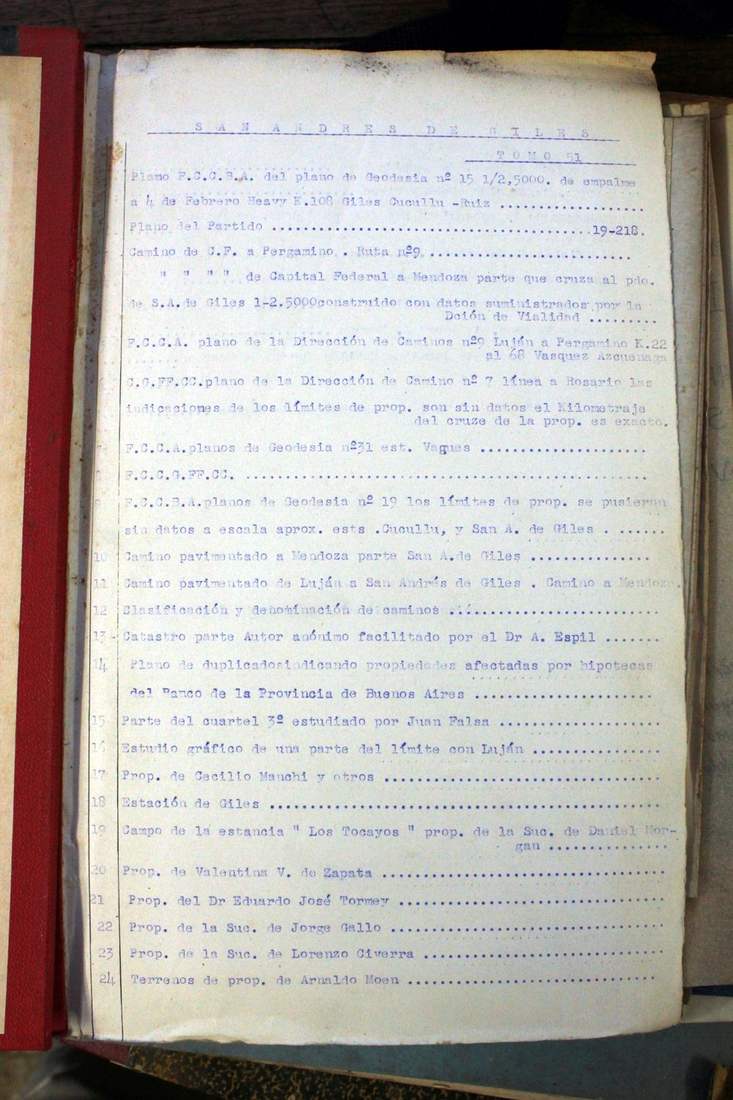 S A N A N D R E S D E G I L E S
T O M O 51
Plano F.C.C.B.A. del plano de Geodesia nº 15 1/2,5000. de empalme
a 4 de Febrero Heavy K.108 Giles Cucullu -Ruiz ...................
Plano del Partido ..........................................19-218.
Camino de C.F. a Pergamino . Ruta nº9. ..........................
" " " " de Capital Federal a Mendoza parte que cruza al pdo.
de S.A.de Giles 1-2.5000construido con datos suministrados por la
Dción de Vialidad .........
F.C.C.A. plano de la Dirección de Caminos nº9 Luján a Pergamino K.22
al 68 Vasquez Azcuenaga
C.G.FF.CC.plano de la Dirección de Camino nº 7 línea a Rosario las
indicaciones de los límites de prop. son sin datos el Kilometraje
del cruze de la prop. es exacto.
7 F.C.C.A.planos de Geodesia nº31 est. Vagues ......................
8 F.C.C.G.FF.CC. .....................................................
9 F.C.C.B.A.planos de Geodesia nº 19 los límites de prop. se pusieron
sin datos a escala aprox. ests .Cucullu, y San A. de Giles . .......
10 Camino pavimentado a Mendoza parte San A.de Giles ................
11 Camino pavimentado de Luján a San Andrés de Giles . Camino a Mendoza.
12 Clasificación y denominación de caminos ...........................
13- Catastro parte Autor anónimo facilitado por el Dr A. Espil .......
14 Plano de duplicadosindicando propiedades afectadas por hipotecas
del Banco de la Provincia de Buenos Aires .......................
15 Parte del cuartel 3º estudiado por Juan Falsa .....................
16 Estudio gráfico de una parte del límite con Luján ................
17 Prop. de Cecilio Manchi y otros ...................................
18 Estación de Giles .................................................
19 Campo de la estancia " Los Tocayos " prop. de la Suc. de Daniel Mor-
gan ...............
20 Prop. de Valentina V. de Zapata ....................................
21 Prop. del Dr Eduardo José Tormey .................................
22 Prop. de la Suc. de Jorge Gallo ...................................
23 Prop. de la Suc. de Lorenzo Civerra ..............................
24 Terrenos de prop. de Arnaldo Moen ...............................